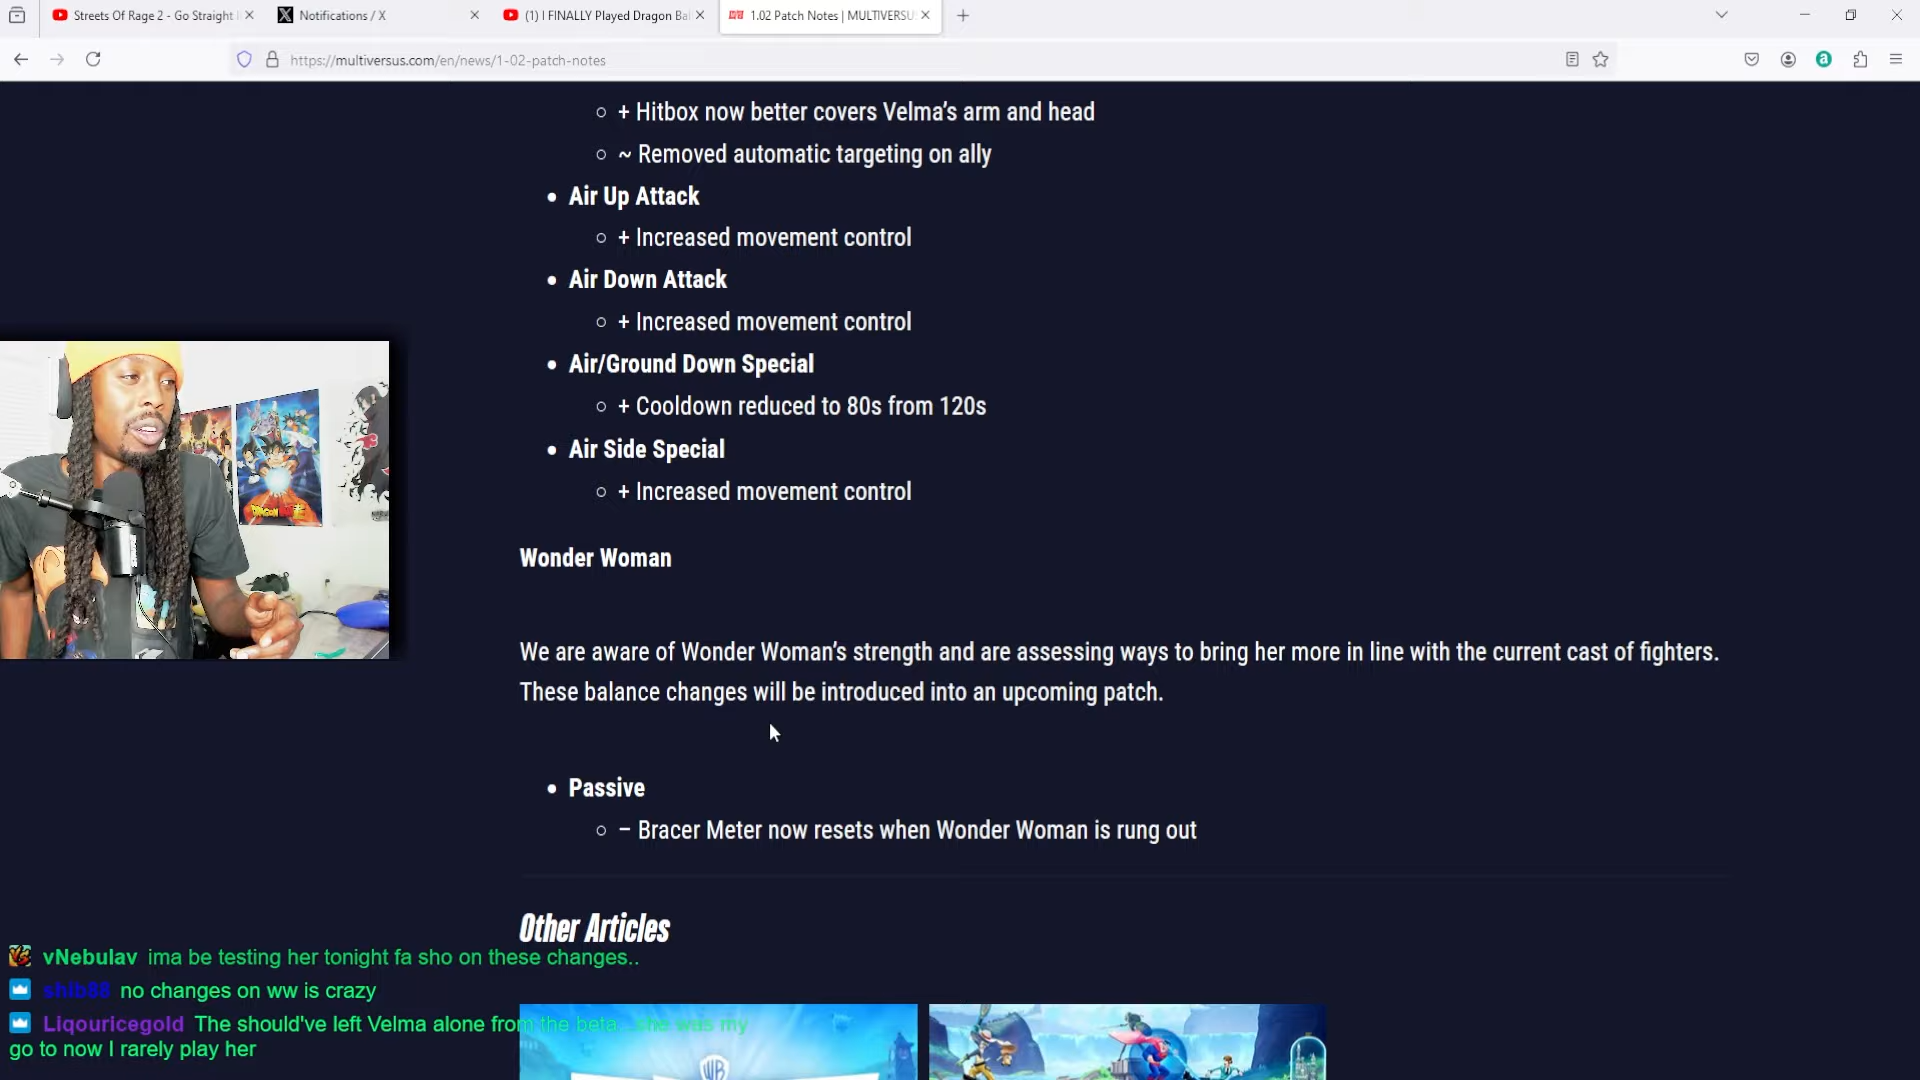 Streets Of Rage 2 - Go Straight
Notifications / X
(1) I FINALLY Played Dragon Ba
1.02 Patch Notes | MULTIVERSU
https://multiversus.com/en/news/1-02-patch-notes
+ Hitbox now better covers Velma’s arm and head
~ Removed automatic targeting on ally
Air Up Attack
+ Increased movement control
Air Down Attack
+ Increased movement control
Air/Ground Down Special
+ Cooldown reduced to 80s from 120s
Air Side Special
+ Increased movement control
Wonder Woman
We are aware of Wonder Woman’s strength and are assessing ways to bring her more in line with the current cast of fighters.
These balance changes will be introduced into an upcoming patch.
Passive
– Bracer Meter now resets when Wonder Woman is rung out
Other Articles
DRAGONBALL
vNebulav ima be testing her tonight fa sho on these changes..
no changes on ww is crazy
Liqouricegold The should've left Velma alone from the beta...she was my
go to now I rarely play her
WB